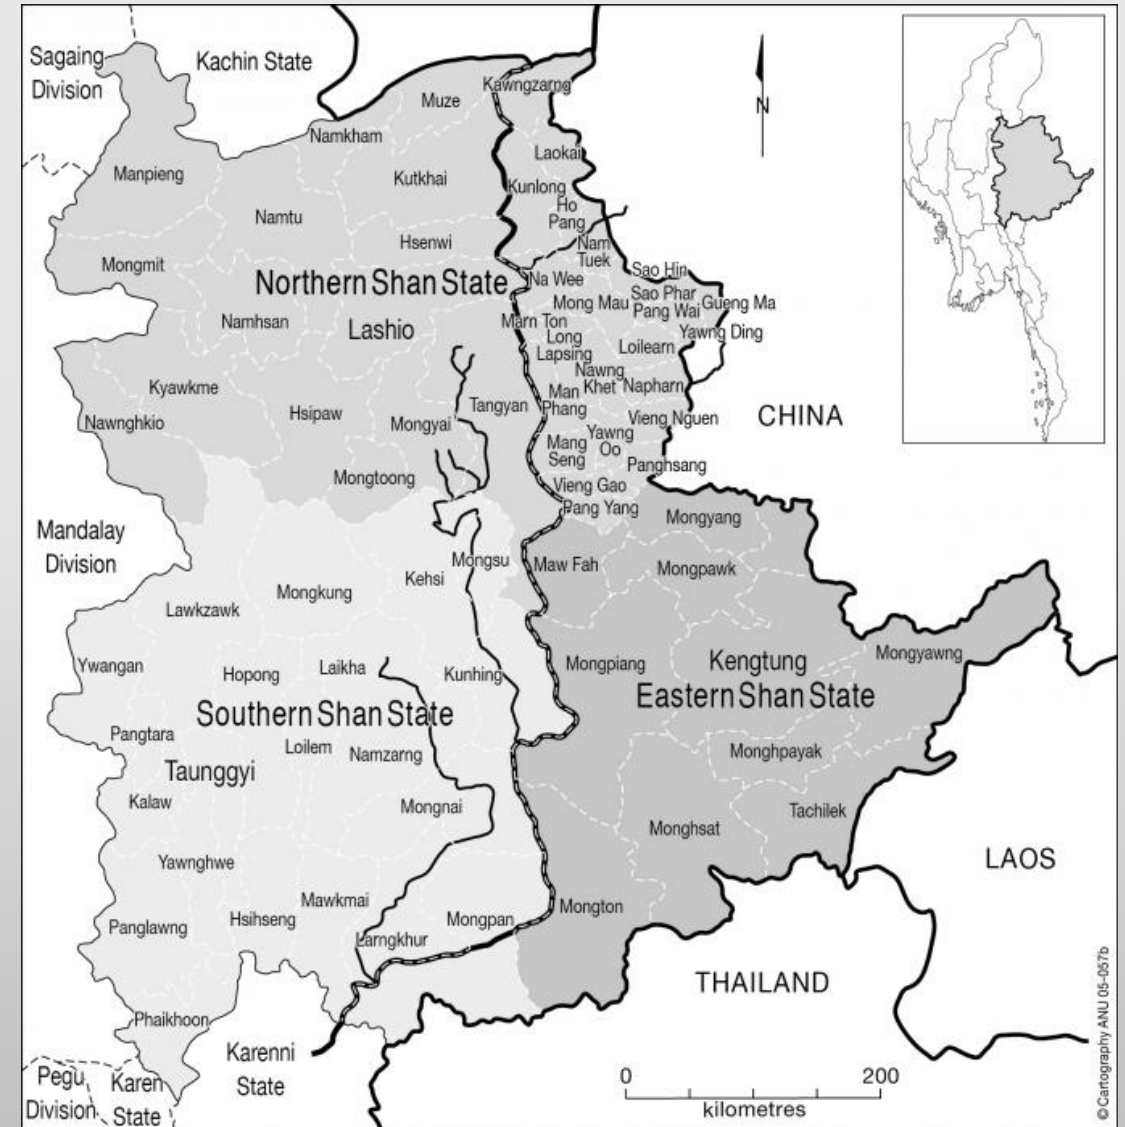 Sagaing
Division
Kachin State
Kawngzarng
Muze
N
Namkham
Laokai
Manpieng
Kutkhai
Kunlong
Ho
Pang
Namtu
Hsenwi
Nam
Tuek
Mongmit
Sao Hin
Northern Shan State
Na Wee
Sao Phar
Mong Mau
Pang Wai
Gueng Ma
Namhsan
Lashio
Marn Ton
Yawng Ding
Long
Lapsing
Loilearn
Nawng
Khet
Napharn
Kyawkme
Man
Phang
Hsipaw
Tangyan
Nawnghkio
Mongyai
Vieng Nguen
CHINA
Yawng
Oo
Mang
Seng
Panghsang
Mongtoong
Vieng Gao
Pang Yang
Mongyang
Mandalay
Division
Mongsu
Maw Fah
Mongpawk
Kehsi
Mongkung
Lawkzawk
Ywangan
Hopong
Laikha
Kunhing
Mongpiang
Kengtung
Mongyawng
Eastern Shan State
Southern Shan State
Pangtara
Loilem
Namzarng
Monghpayak
Taunggyi
Kalaw
Mongnai
Tachilek
Monghsat
Yawnghwe
LAOS
Mawkmai
Mongton
Panglawng
Hsihseng
Mongpan
Larngkhur
THAILAND
Phaikhoon
Karenni
State
Pegu
Division
Karen
State
0
200
kilometres
© Cartography ANU 05-057b